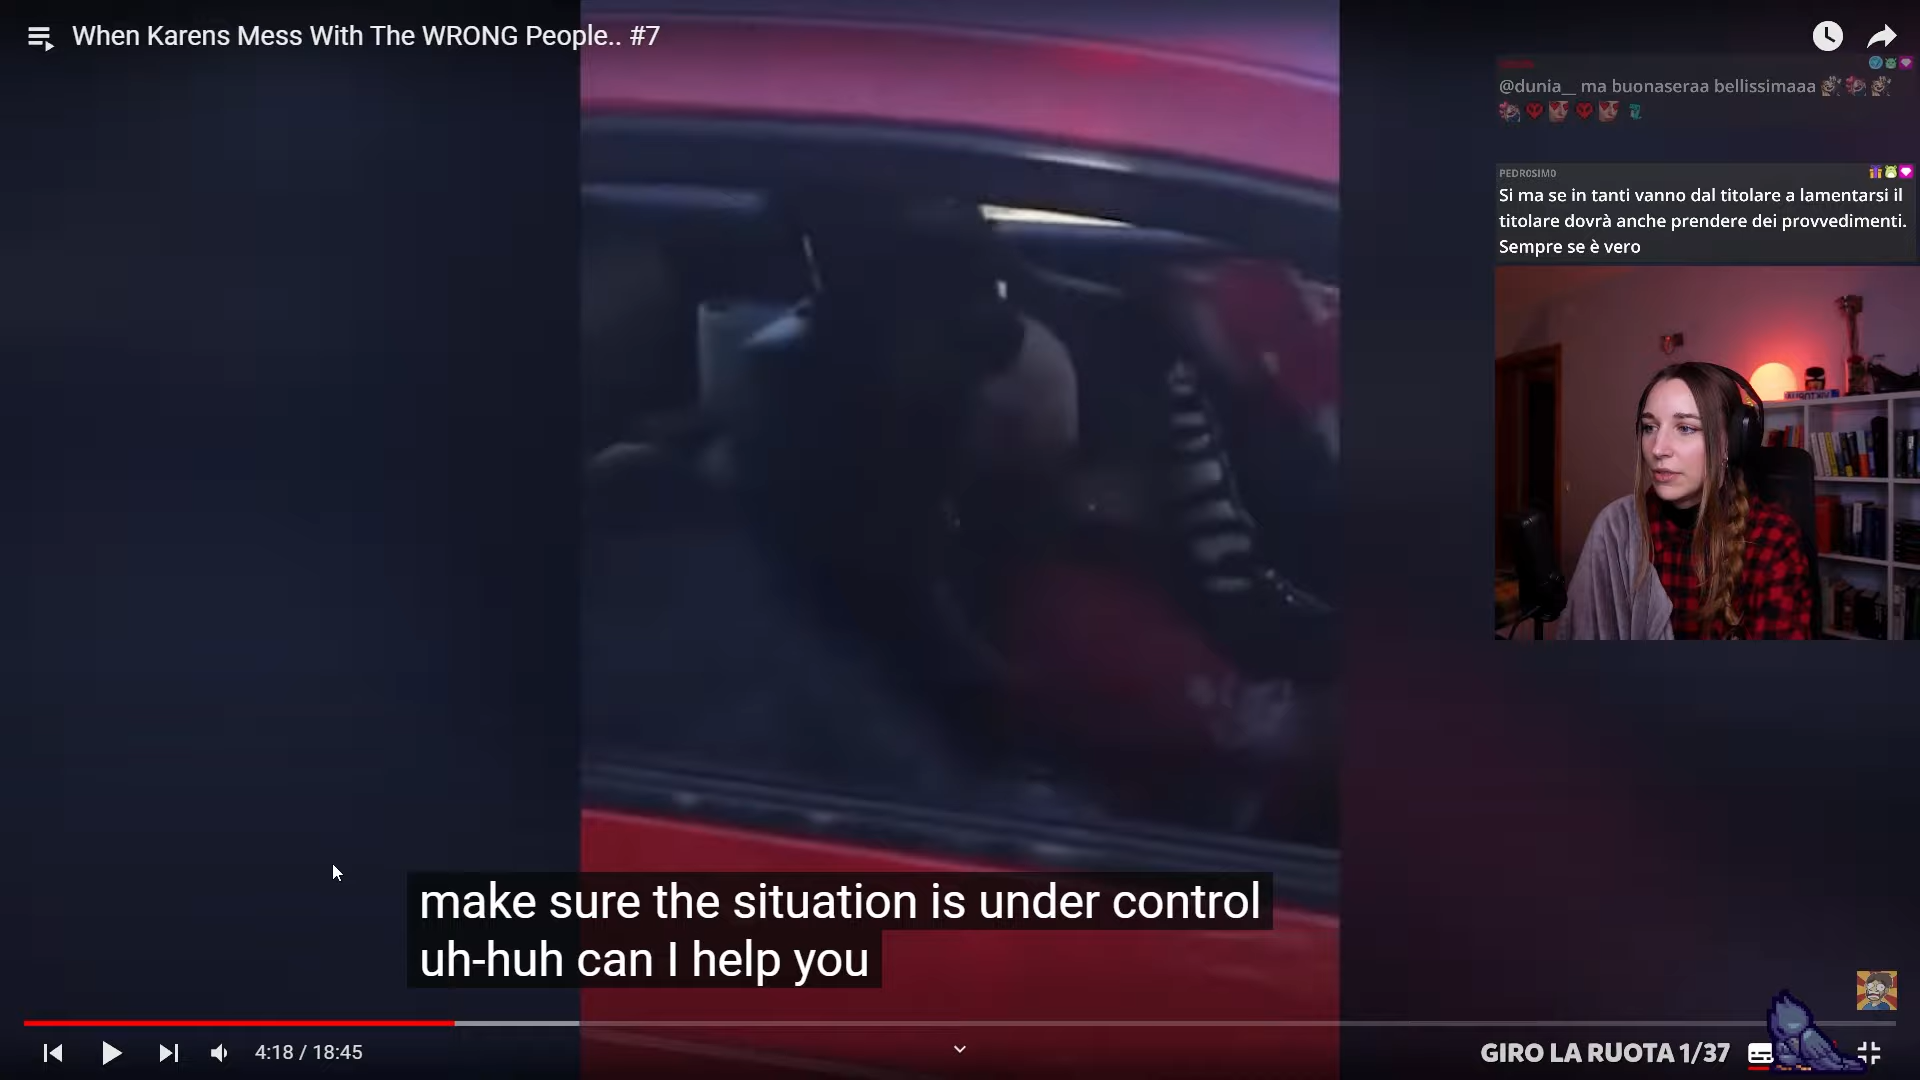 When Karens Mess With The WRONG People.. #7
@dunia__ ma buonaseraa bellissimaaa
PEDR0SIMO
Si ma se in tanti vanno dal titolare a lamentarsi il
titolare dovrà anche prendere dei provvedimenti.
Sempre se è vero
make sure the situation is under control
uh-huh can I help you
4:18 / 18:45
GIRO LA RUOTA 1/37